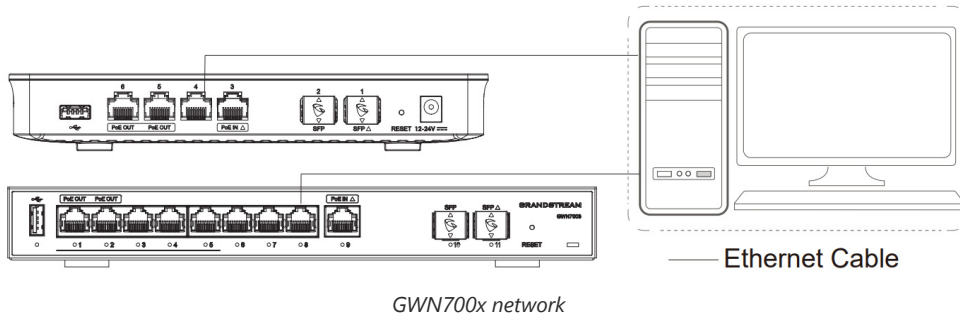 6 5 4 3 2 1
PoE OUT PoE OUT PoE IN △ SFP SFP △ RESET 12-24V
PoE OUT PoE OUT PoE IN △ SFP SFP △ GRANDSTREAM
GWN7003
1 2 3 4 5 6 7 8 9 10 11 RESET
Ethernet Cable
GWN700x network